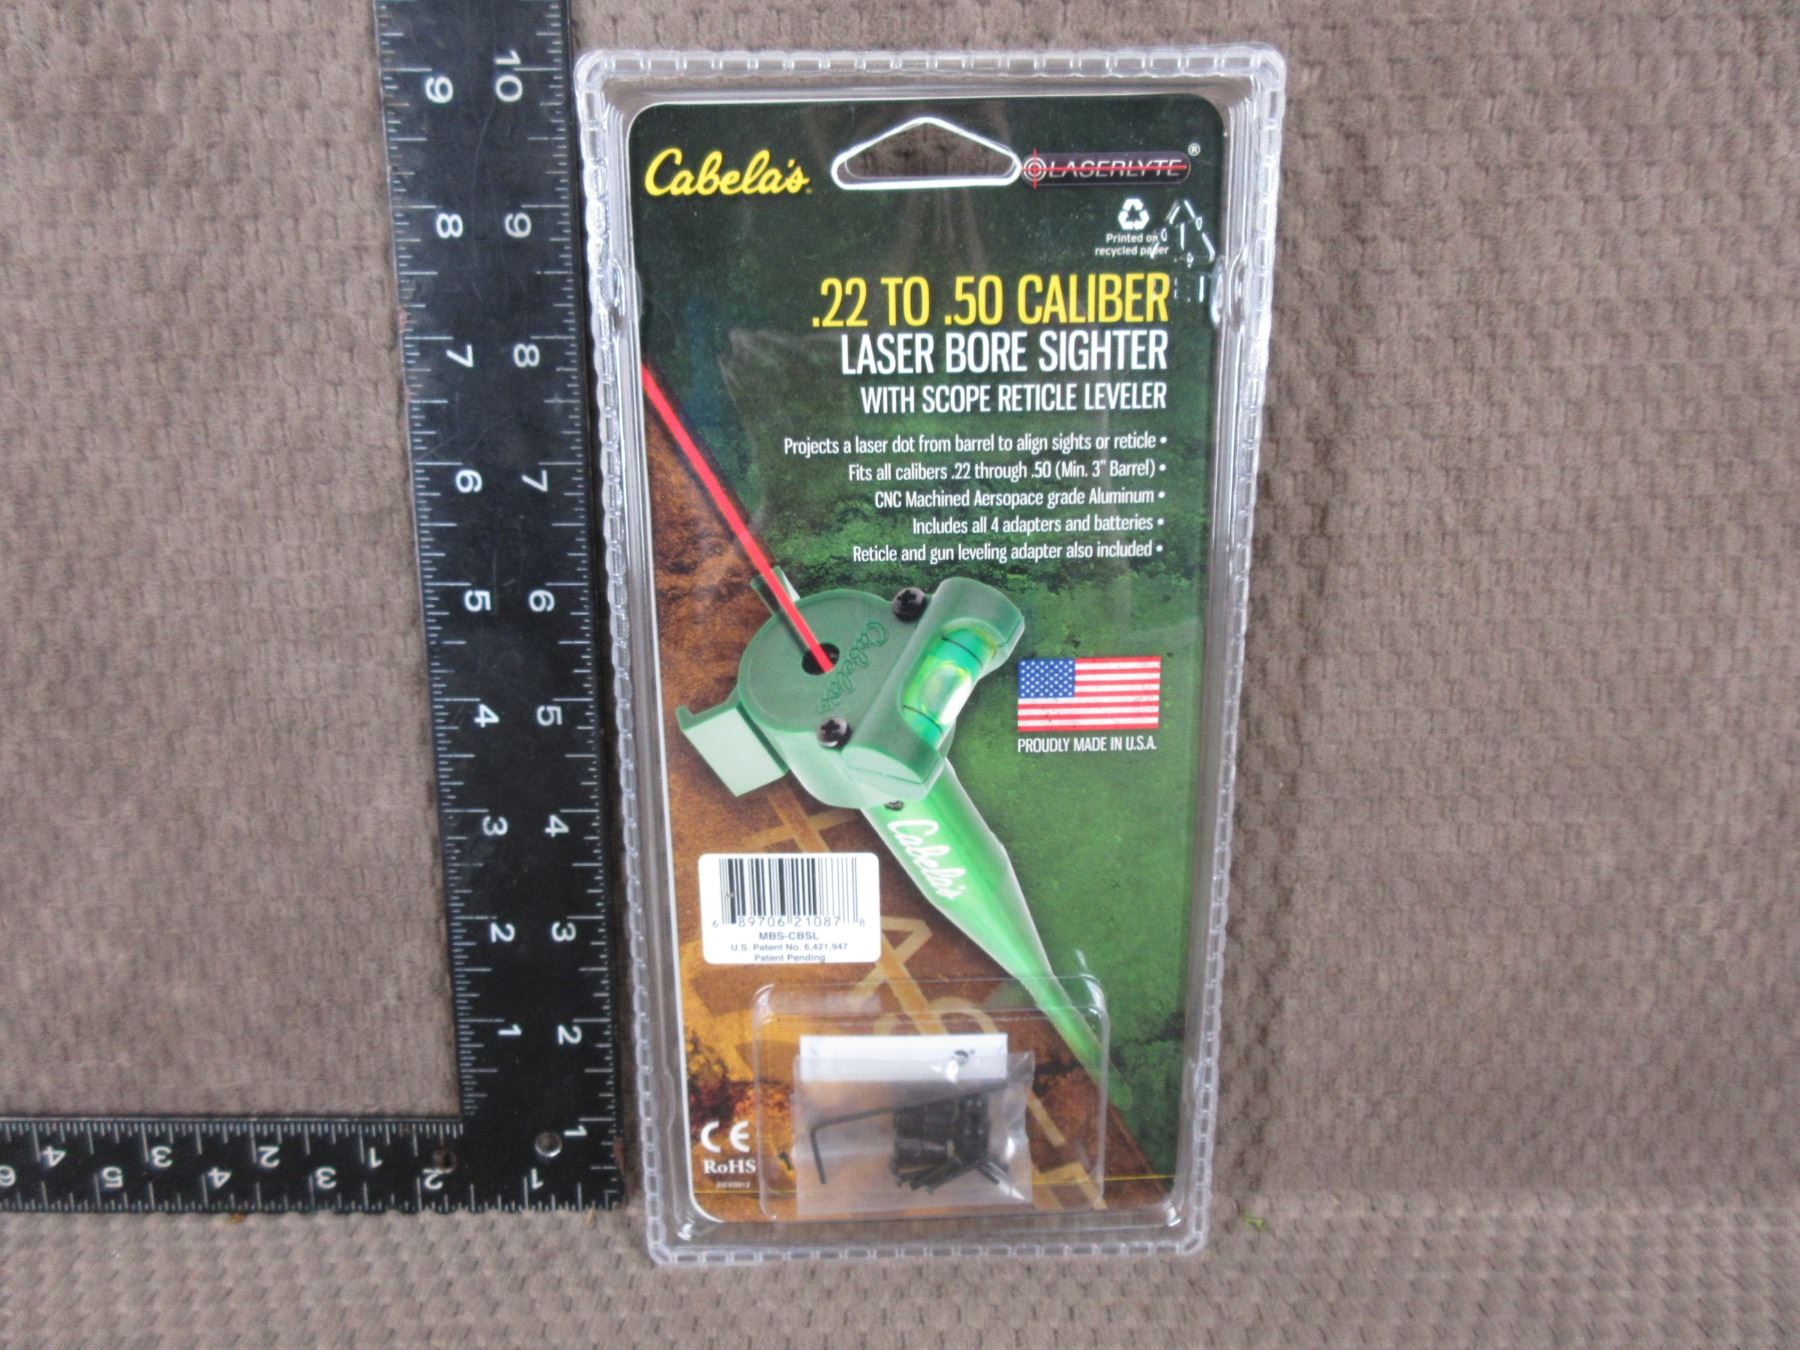 Cabela's
LASERLYTE®
Printed on
recycled paper
.22 TO .50 CALIBER
LASER BORE SIGHTER
WITH SCOPE RETICLE LEVELER
Projects a laser dot from barrel to align sights or reticle •
Fits all calibers .22 through .50 (Min. 3" Barrel) •
CNC Machined Aersopace grade Aluminum •
Includes all 4 adapters and batteries •
Reticle and gun leveling adapter also included •
Cabela's
PROUDLY MADE IN U.S.A.
Cabela's
6 89706 21087 8
MBS-CBSL
U.S. Patent No. 6,421,947
Patent Pending
CE
RoHS
10
9
9
8
8
7
7
6
6
5
5
4
4
3
3
2
2
1
1
4 3 2 1
6 5 4 3 2 1